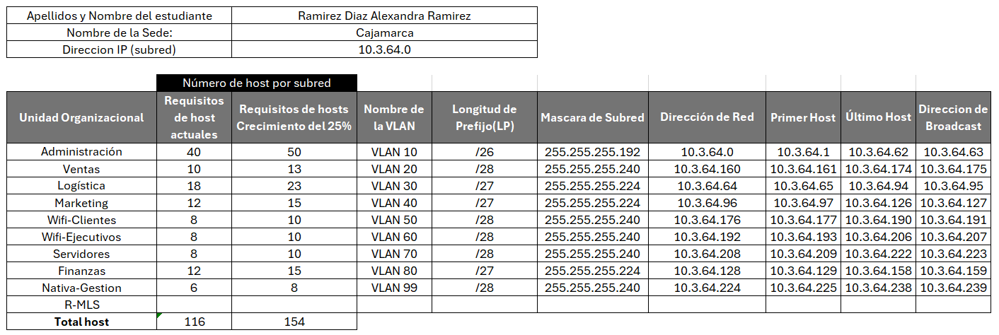 Apellidos y Nombre del estudiante Ramirez Diaz Alexandra Ramirez
Nombre de la Sede: Cajamarca
Direccion IP (subred) 10.3.64.0
Número de host por subred
Unidad Organizacional Requisitos de host actuales Requisitos de hosts Crecimiento del 25% Nombre de la VLAN Longitud de Prefijo(LP) Mascara de Subred Dirección de Red Primer Host Último Host Direccion de Broadcast
Administración 40 50 VLAN 10 /26 255.255.255.192 10.3.64.0 10.3.64.1 10.3.64.62 10.3.64.63
Ventas 10 13 VLAN 20 /28 255.255.255.240 10.3.64.160 10.3.64.161 10.3.64.174 10.3.64.175
Logística 18 23 VLAN 30 /27 255.255.255.224 10.3.64.64 10.3.64.65 10.3.64.94 10.3.64.95
Marketing 12 15 VLAN 40 /27 255.255.255.224 10.3.64.96 10.3.64.97 10.3.64.126 10.3.64.127
Wifi-Clientes 8 10 VLAN 50 /28 255.255.255.240 10.3.64.176 10.3.64.177 10.3.64.190 10.3.64.191
Wifi-Ejecutivos 8 10 VLAN 60 /28 255.255.255.240 10.3.64.192 10.3.64.193 10.3.64.206 10.3.64.207
Servidores 8 10 VLAN 70 /28 255.255.255.240 10.3.64.208 10.3.64.209 10.3.64.222 10.3.64.223
Finanzas 12 15 VLAN 80 /27 255.255.255.224 10.3.64.128 10.3.64.129 10.3.64.158 10.3.64.159
Nativa-Gestion 6 8 VLAN 99 /28 255.255.255.240 10.3.64.224 10.3.64.225 10.3.64.238 10.3.64.239
R-MLS
Total host 116 154